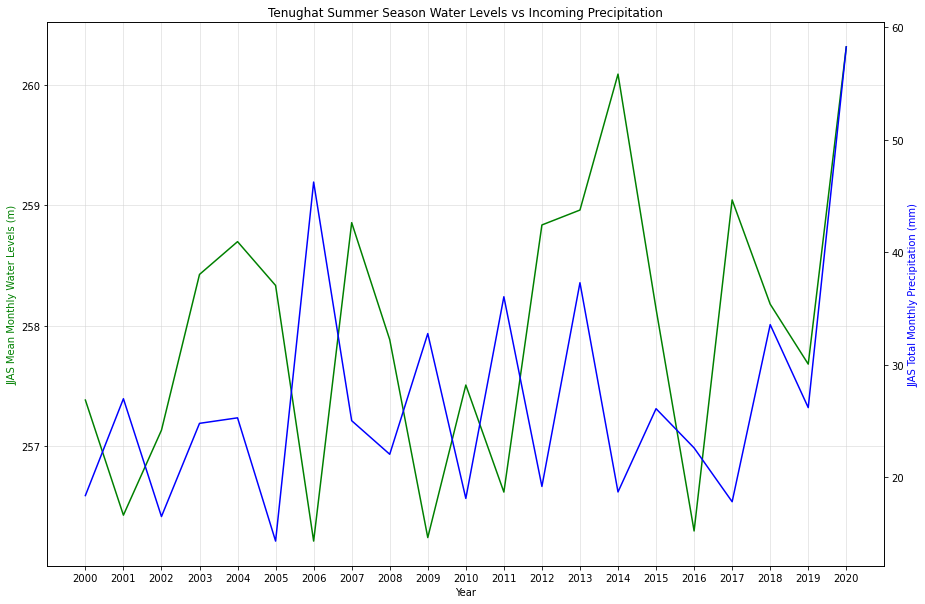 Tenughat Summer Season Water Levels vs Incoming Precipitation
JJAS Mean Monthly Water Levels (m)
260
259
258
257
60
50
40
30
20
JJAS Total Monthly Precipitation (mm)
2000 2001 2002 2003 2004 2005 2006 2007 2008 2009 2010 2011 2012 2013 2014 2015 2016 2017 2018 2019 2020
Year